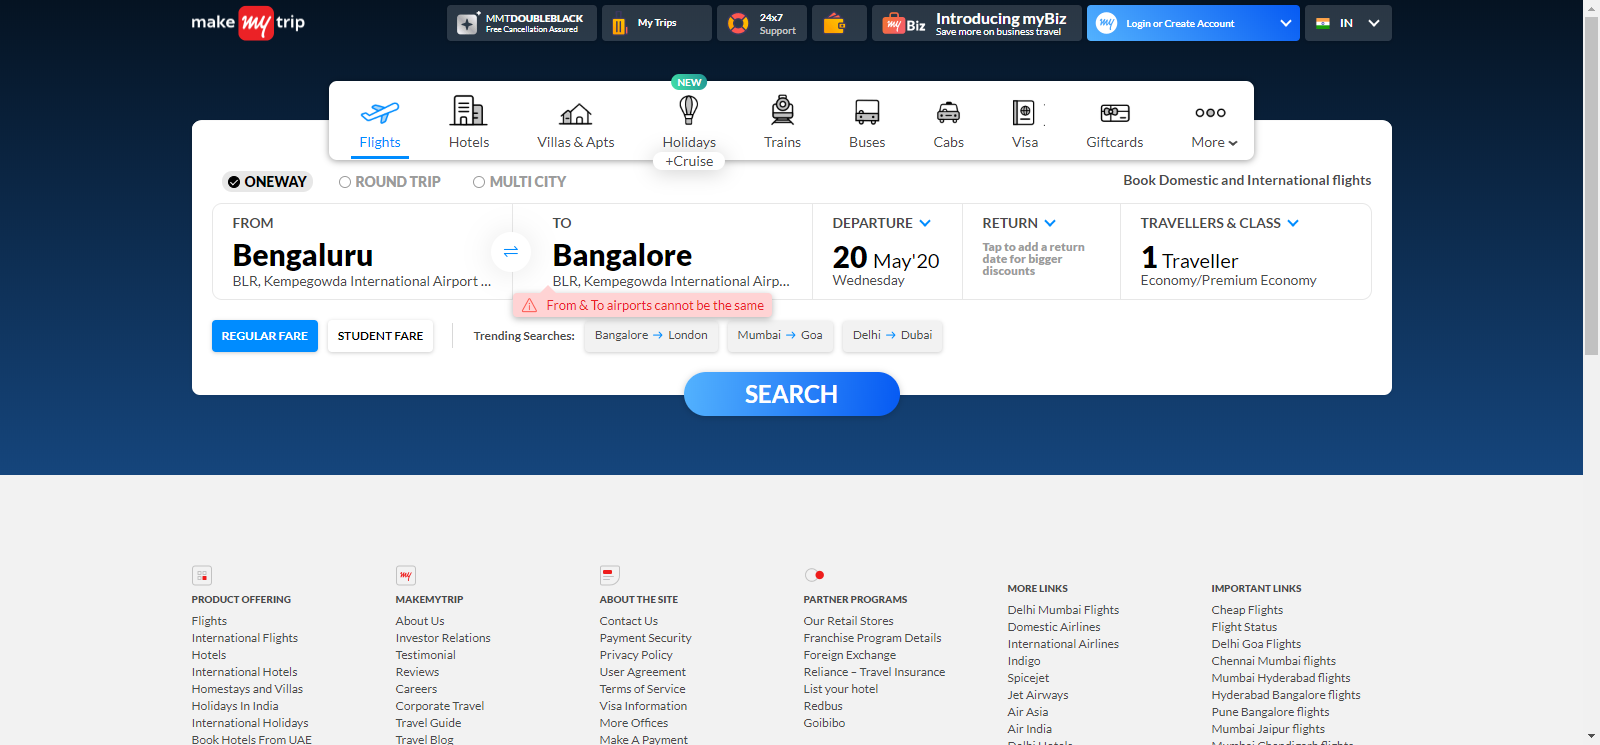 make my trip
MMTDOUBLEBLACK
Free Cancellation Assured
My Trips
24x7
Support
my Biz
Introducing myBiz
Save more on business travel
my
Login or Create Account
IN
NEW
Flights
Hotels
Villas & Apts
Holidays
+Cruise
Trains
Buses
Cabs
Visa
Giftcards
More
ONEWAY
ROUND TRIP
MULTI CITY
Book Domestic and International flights
FROM
Bengaluru
BLR, Kempegowda International Airport ...
TO
Bangalore
BLR, Kempegowda International Airp...
From & To airports cannot be the same
DEPARTURE
20 May'20
Wednesday
RETURN
Tap to add a return
date for bigger
discounts
TRAVELLERS & CLASS
1 Traveller
Economy/Premium Economy
REGULAR FARE
STUDENT FARE
Trending Searches:
Bangalore → London
Mumbai → Goa
Delhi → Dubai
SEARCH
PRODUCT OFFERING
Flights
International Flights
Hotels
International Hotels
Homestays and Villas
Holidays In India
International Holidays
Book Hotels From UAE
my
MAKEMYTRIP
About Us
Investor Relations
Testimonial
Reviews
Careers
Corporate Travel
Travel Guide
Travel Blog
ABOUT THE SITE
Contact Us
Payment Security
Privacy Policy
User Agreement
Terms of Service
Visa Information
More Offices
Make A Payment
PARTNER PROGRAMS
Our Retail Stores
Franchise Program Details
Foreign Exchange
Reliance – Travel Insurance
List your hotel
Redbus
Goibibo
MORE LINKS
Delhi Mumbai Flights
Domestic Airlines
International Airlines
Indigo
Spicejet
Jet Airways
Air Asia
Air India
Delhi Hotels
IMPORTANT LINKS
Cheap Flights
Flight Status
Delhi Goa Flights
Chennai Mumbai flights
Mumbai Hyderabad flights
Hyderabad Bangalore flights
Pune Bangalore flights
Mumbai Jaipur flights
Mumbai Chandigarh flights